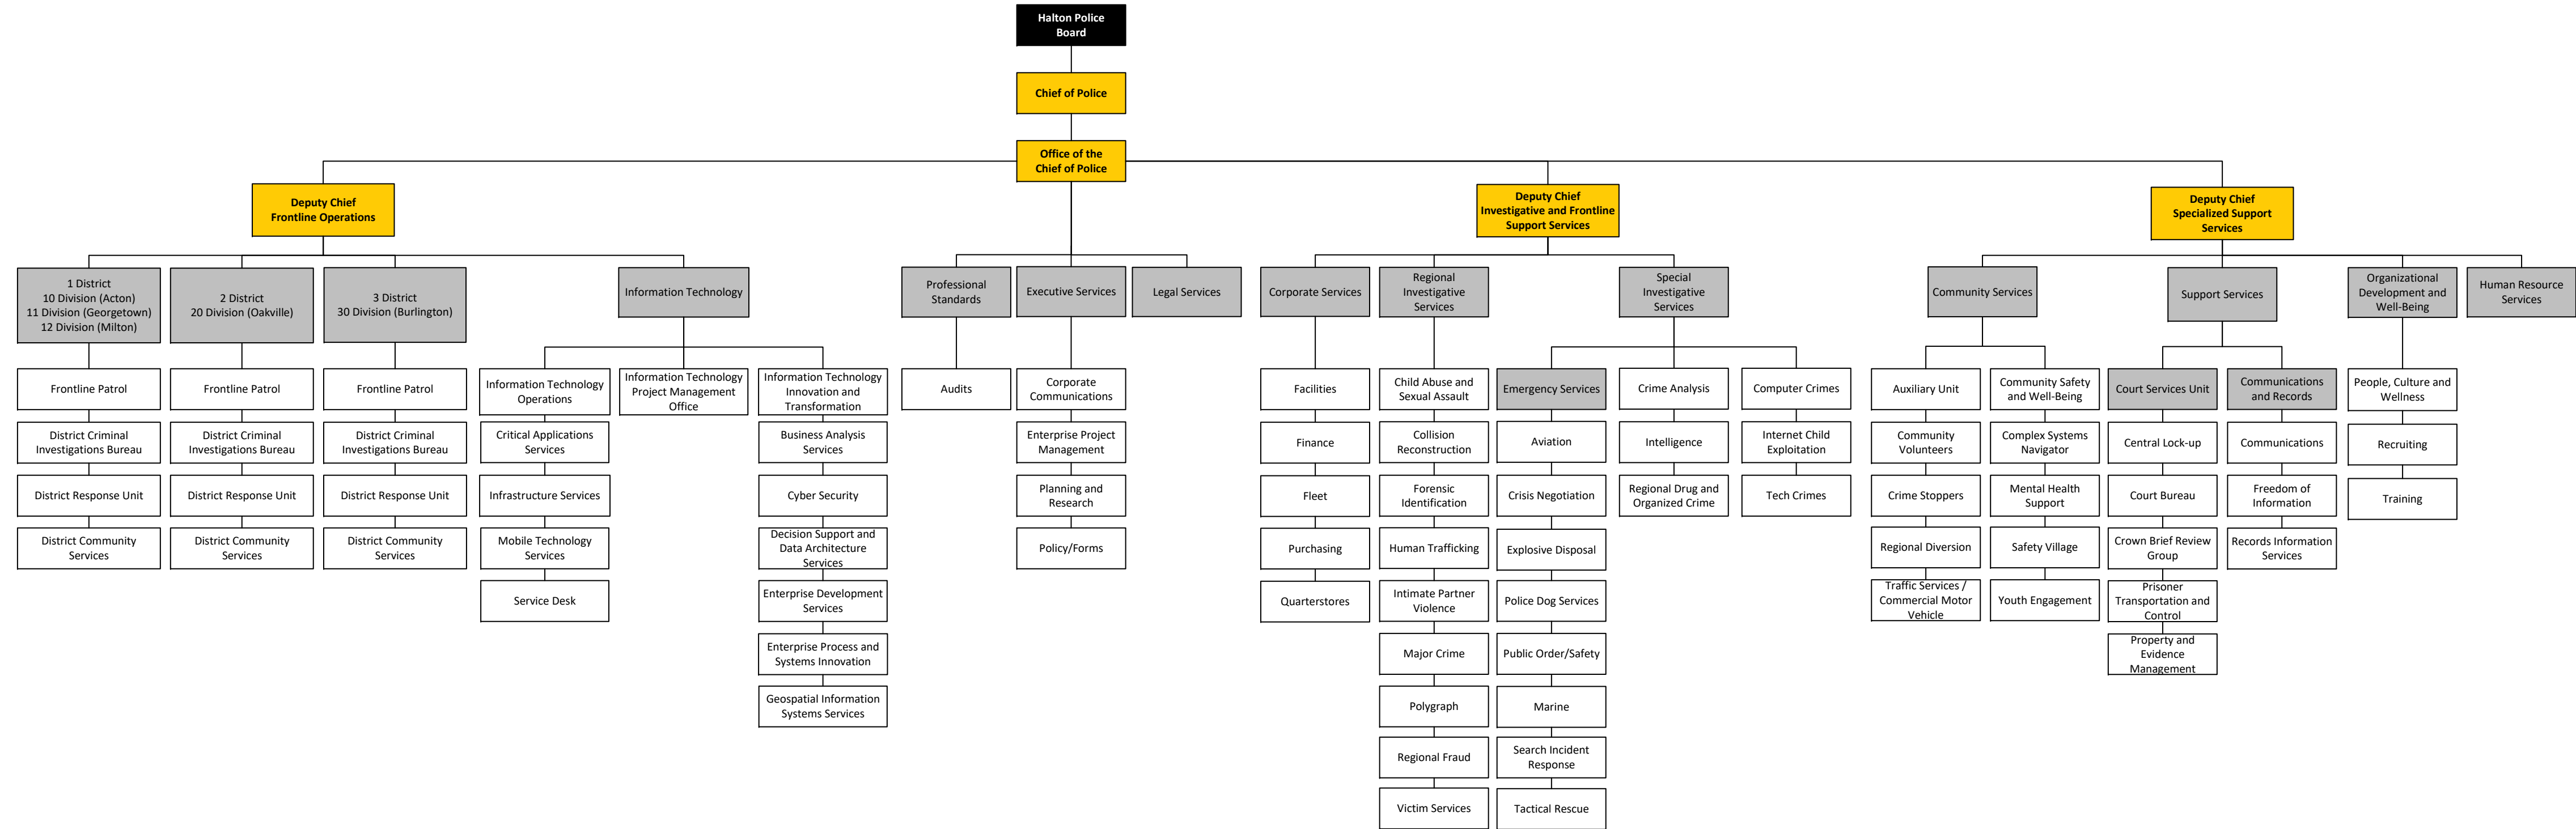 Halton Police
Board
Chief of Police
Office of the
Chief of Police
Deputy Chief
Frontline Operations
Deputy Chief
Investigative and Frontline
Support Services
Deputy Chief
Specialized Support
Services
1 District
10 Division (Acton)
11 Division (Georgetown)
12 Division (Milton)
2 District
20 Division (Oakville)
3 District
30 Division (Burlington)
Information Technology
Professional
Standards
Executive Services
Legal Services
Corporate Services
Regional
Investigative
Services
Special
Investigative
Services
Community Services
Support Services
Organizational
Development and
Well-Being
Human Resource
Services
Frontline Patrol
District Criminal
Investigations Bureau
District Response Unit
District Community
Services
Frontline Patrol
District Criminal
Investigations Bureau
District Response Unit
District Community
Services
Frontline Patrol
District Criminal
Investigations Bureau
District Response Unit
District Community
Services
Information Technology
Operations
Critical Applications
Services
Infrastructure Services
Mobile Technology
Services
Service Desk
Information Technology
Project Management
Office
Information Technology
Innovation and
Transformation
Business Analysis
Services
Cyber Security
Decision Support and
Data Architecture
Services
Enterprise Development
Services
Enterprise Process and
Systems Innovation
Geospatial Information
Systems Services
Audits
Corporate
Communications
Enterprise Project
Management
Planning and
Research
Policy/Forms
Facilities
Finance
Fleet
Purchasing
Quarterstores
Child Abuse and
Sexual Assault
Collision
Reconstruction
Forensic
Identification
Human Trafficking
Intimate Partner
Violence
Major Crime
Polygraph
Regional Fraud
Victim Services
Emergency Services
Aviation
Crisis Negotiation
Explosive Disposal
Police Dog Services
Public Order/Safety
Marine
Search Incident
Response
Tactical Rescue
Crime Analysis
Intelligence
Regional Drug and
Organized Crime
Computer Crimes
Internet Child
Exploitation
Tech Crimes
Auxiliary Unit
Community
Volunteers
Crime Stoppers
Regional Diversion
Traffic Services /
Commercial Motor
Vehicle
Community Safety
and Well-Being
Complex Systems
Navigator
Mental Health
Support
Safety Village
Youth Engagement
Court Services Unit
Central Lock-up
Court Bureau
Crown Brief Review
Group
Prisoner
Transportation and
Control
Property and
Evidence
Management
Communications
and Records
Communications
Freedom of
Information
Records Information
Services
People, Culture and
Wellness
Recruiting
Training